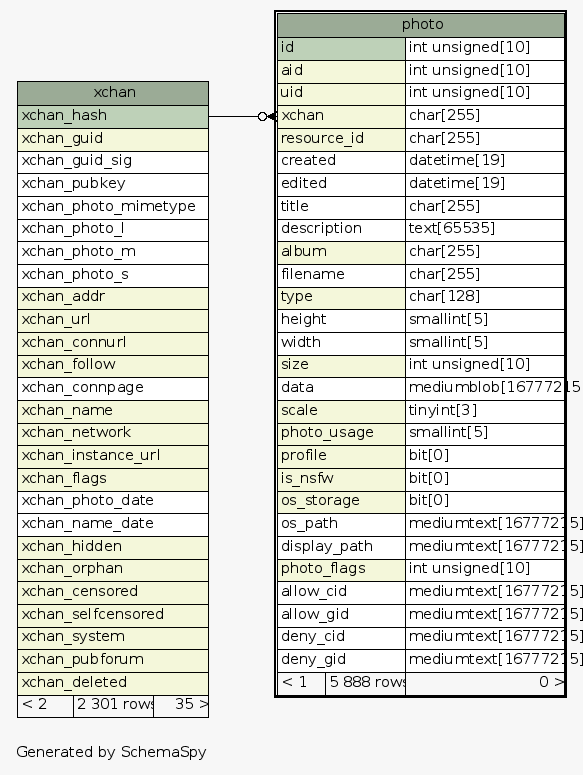 xchan
xchan_hash
xchan_guid
xchan_guid_sig
xchan_pubkey
xchan_photo_mimetype
xchan_photo_l
xchan_photo_m
xchan_photo_s
xchan_addr
xchan_url
xchan_connurl
xchan_follow
xchan_connpage
xchan_name
xchan_network
xchan_instance_url
xchan_flags
xchan_photo_date
xchan_name_date
xchan_hidden
xchan_orphan
xchan_censored
xchan_selfcensored
xchan_system
xchan_pubforum
xchan_deleted
< 2 2 301 rows 35 >
photo
id int unsigned[10]
aid int unsigned[10]
uid int unsigned[10]
xchan char[255]
resource_id char[255]
created datetime[19]
edited datetime[19]
title char[255]
description text[65535]
album char[255]
filename char[255]
type char[128]
height smallint[5]
width smallint[5]
size int unsigned[10]
data mediumblob[16777215
scale tinyint[3]
photo_usage smallint[5]
profile bit[0]
is_nsfw bit[0]
os_storage bit[0]
os_path mediumtext[16777215]
display_path mediumtext[16777215]
photo_flags int unsigned[10]
allow_cid mediumtext[16777215]
allow_gid mediumtext[16777215]
deny_cid mediumtext[16777215]
deny_gid mediumtext[16777215]
< 1 5 888 rows 0 >
Generated by SchemaSpy